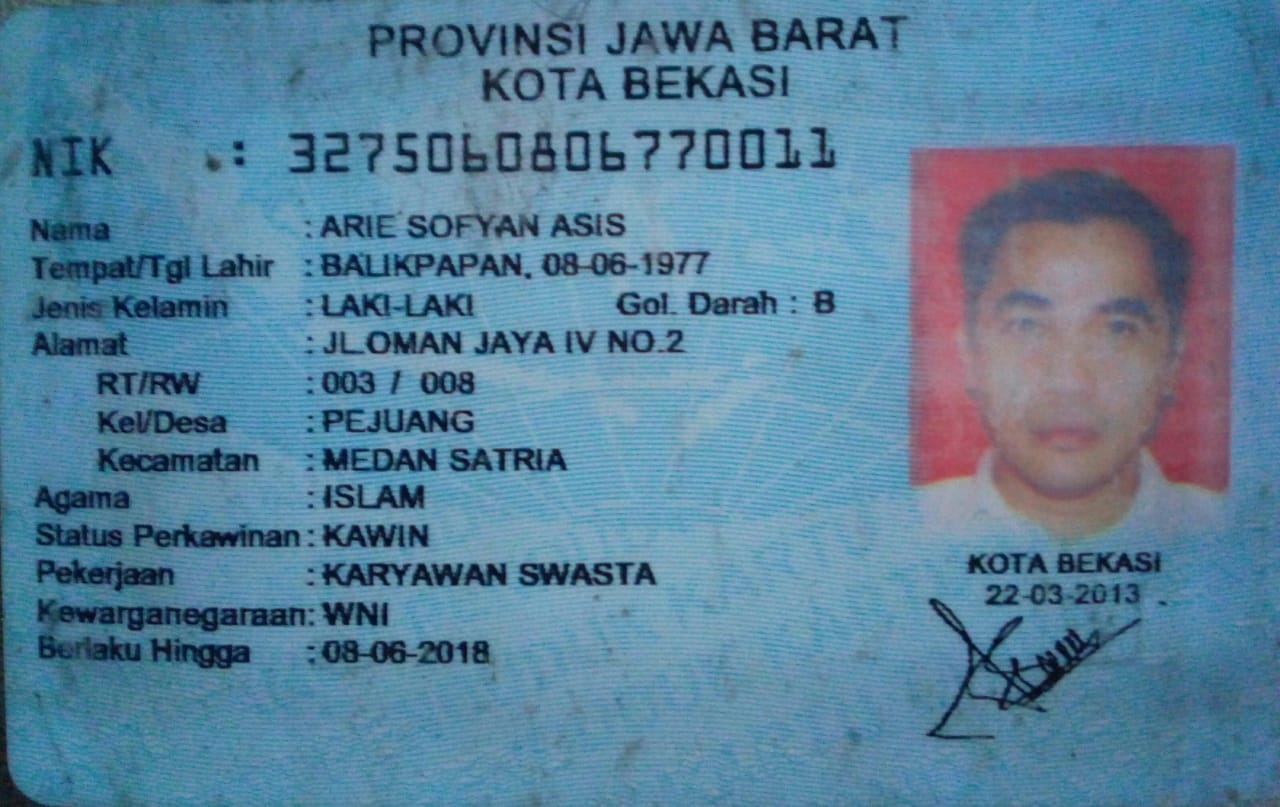 PROVINSI JAWA BARAT
KOTA BEKASI
NIK : 3275060806770011
Nama : ARIE SOFYAN ASIS
Tempat/Tgl Lahir : BALIKPAPAN, 08-06-1977
Jenis Kelamin : LAKI-LAKI Gol. Darah : B
Alamat : JL.OMAN JAYA IV NO.2
RT/RW : 003 / 008
Kel/Desa : PEJUANG
Kecamatan : MEDAN SATRIA
Agama : ISLAM
Status Perkawinan : KAWIN
Pekerjaan : KARYAWAN SWASTA
Kewarganegaraan: WNI
Berlaku Hingga : 08-06-2018
KOTA BEKASI
22-03-2013